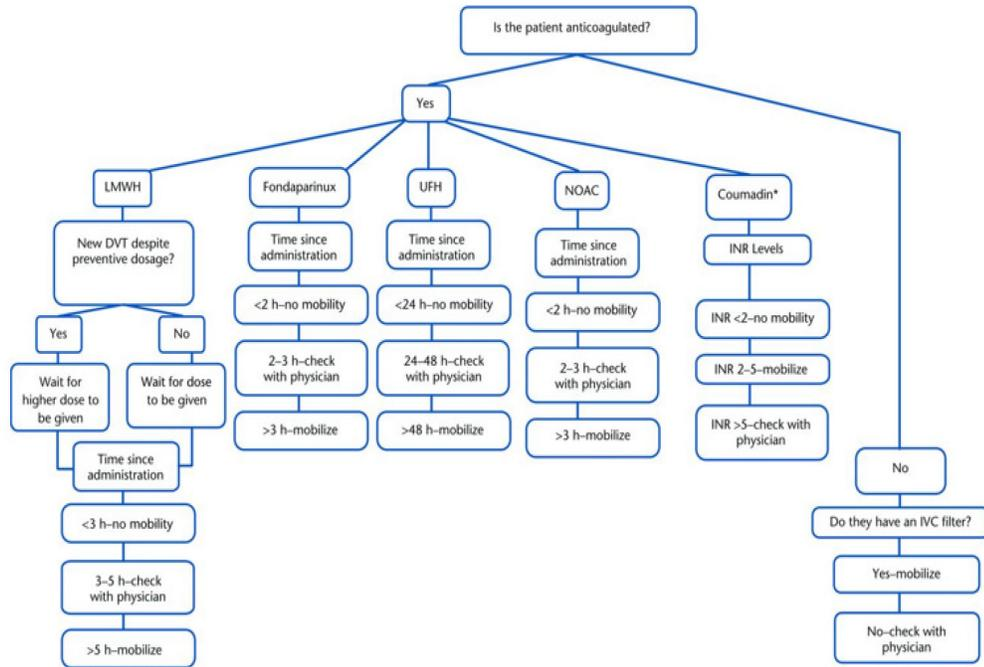 Is the patient anticoagulated?
Yes
LMWH
New DVT despite
preventive dosage?
Yes
No
Wait for
higher dose to
be given
Wait for dose
to be given
Time since
administration
<3 h–no mobility
3–5 h–check
with physician
>5 h–mobilize
Fondaparinux
Time since
administration
<2 h–no mobility
2–3 h–check
with physician
>3 h–mobilize
UFH
Time since
administration
<24 h–no mobility
24–48 h–check
with physician
>48 h–mobilize
NOAC
Time since
administration
<2 h–no mobility
2–3 h–check
with physician
>3 h–mobilize
Coumadin*
INR Levels
INR <2–no mobility
INR 2–5–mobilize
INR >5–check with
physician
No
Do they have an IVC filter?
Yes–mobilize
No–check with
physician